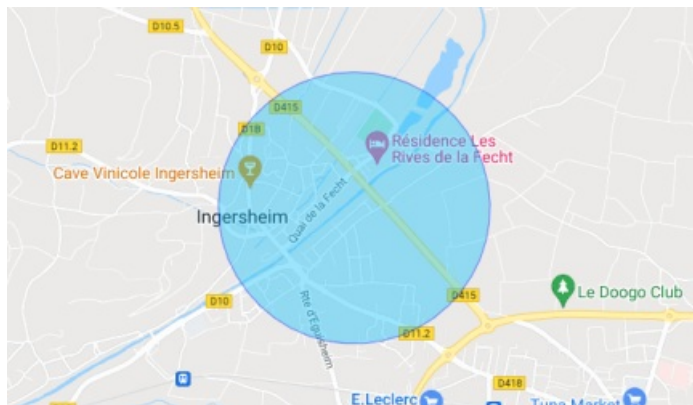 D10.5
D10
D415
D18
D11.2
Résidence Les
Rives de la Fecht
Cave Vinicole Ingersheim
Quai de la Fecht
Ingersheim
D10
Rte d'Eguisheim
D415
Le Doogo Club
D11.2
D418
E.Leclerc